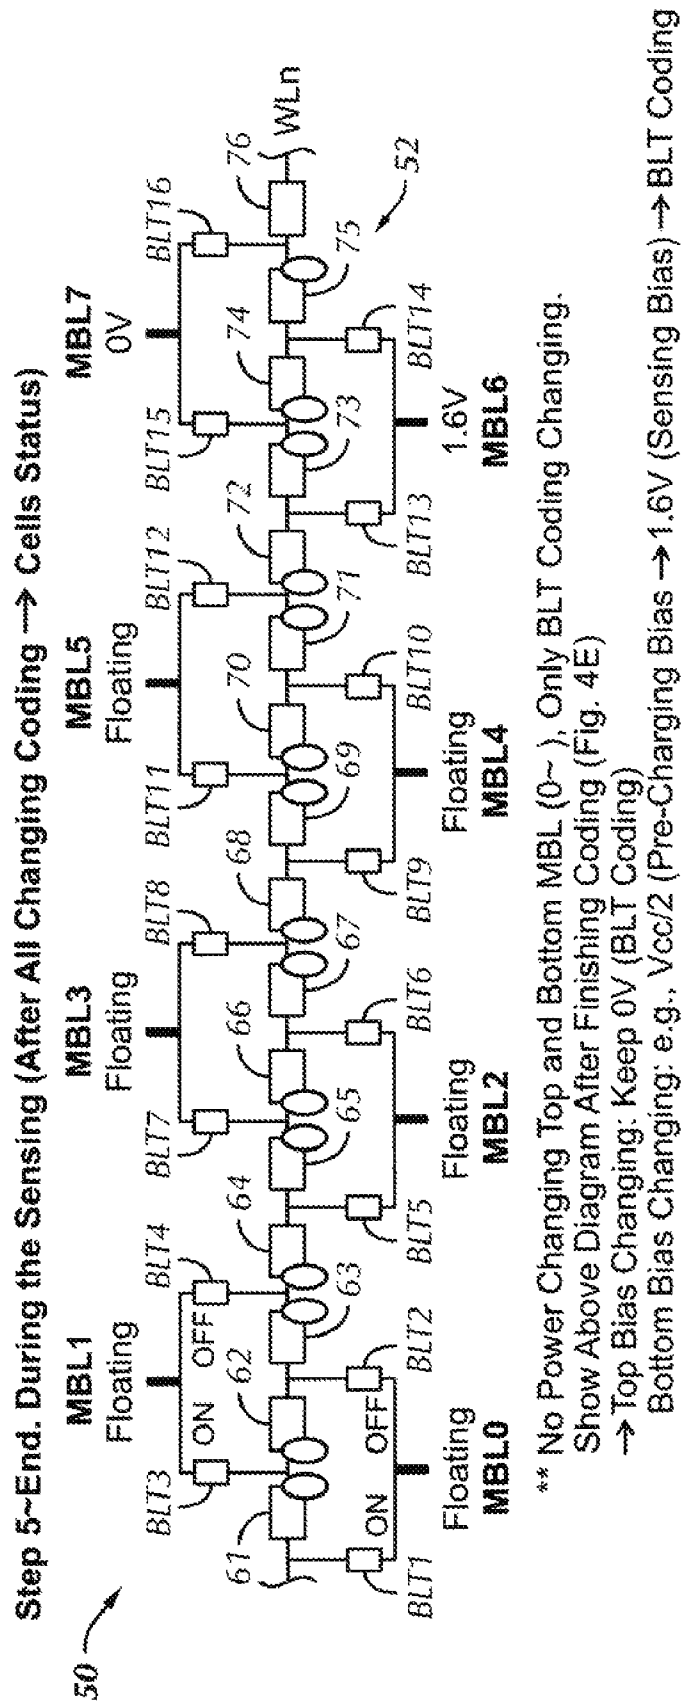 Step 5~End. During the Sensing (After All Changing Coding → Cells Status)
50
MBL1
Floating
MBL3
Floating
MBL5
Floating
MBL7
0V
BLT3
ON
OFF
BLT4
BLT7
BLT8
BLT11
BLT12
BLT15
BLT16
61
62
64
66
68
70
72
74
76
WLn
63
65
67
69
71
73
75
52
BLT1
ON
OFF
BLT2
BLT5
BLT6
BLT9
BLT10
BLT13
BLT14
Floating
MBL0
Floating
MBL2
Floating
MBL4
1.6V
MBL6
** No Power Changing Top and Bottom MBL (0~ ), Only BLT Coding Changing.
Show Above Diagram After Finishing Coding (Fig. 4E)
→ Top Bias Changing: Keep 0V (BLT Coding)
Bottom Bias Changing: e.g., Vcc/2 (Pre-Charging Bias → 1.6V (Sensing Bias) → BLT Coding